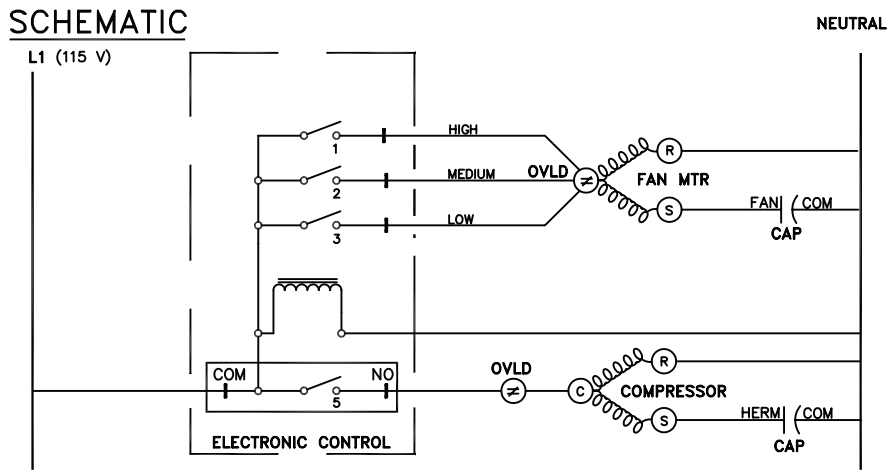 SCHEMATIC
NEUTRAL
L1 (115 V)
HIGH
1
MEDIUM
2
LOW
3
OVLD
≠
R
FAN MTR
S
FAN
COM
CAP
COM
NO
5
ELECTRONIC CONTROL
OVLD
≠
C
R
COMPRESSOR
S
HERM
COM
CAP